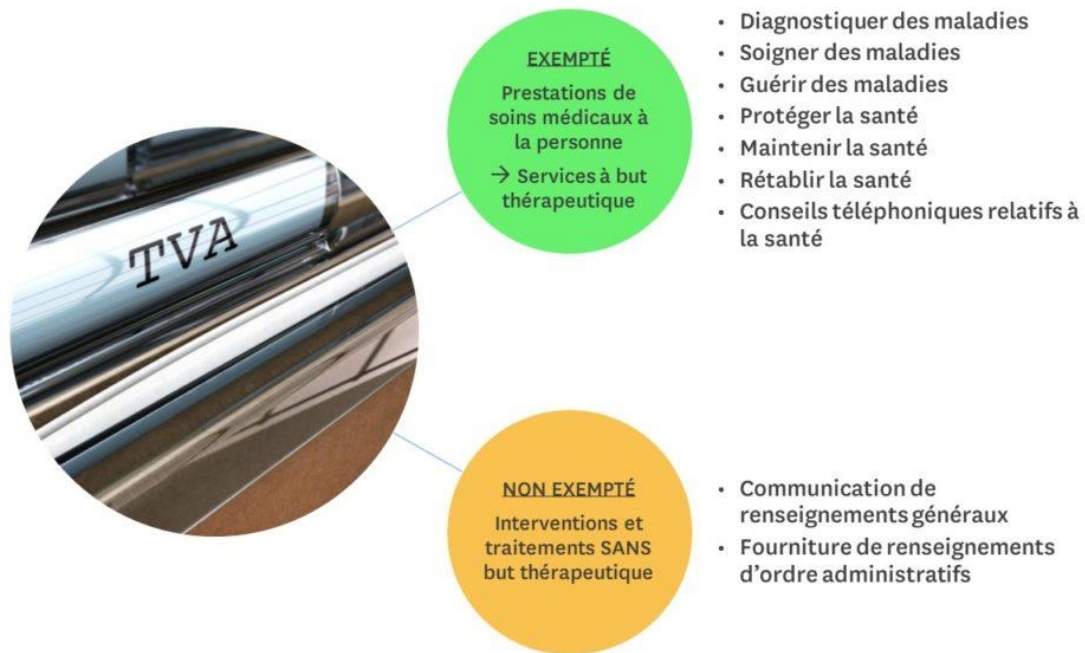 TVA
EXEMPTÉ
Prestations de
soins médicaux à
la personne
→ Services à but
thérapeutique
• Diagnostiquer des maladies
• Soigner des maladies
• Guérir des maladies
• Protéger la santé
• Maintenir la santé
• Rétablir la santé
• Conseils téléphoniques relatifs à
la santé
NON EXEMPTÉ
Interventions et
traitements SANS
but thérapeutique
• Communication de
renseignements généraux
• Fourniture de renseignements
d'ordre administratifs